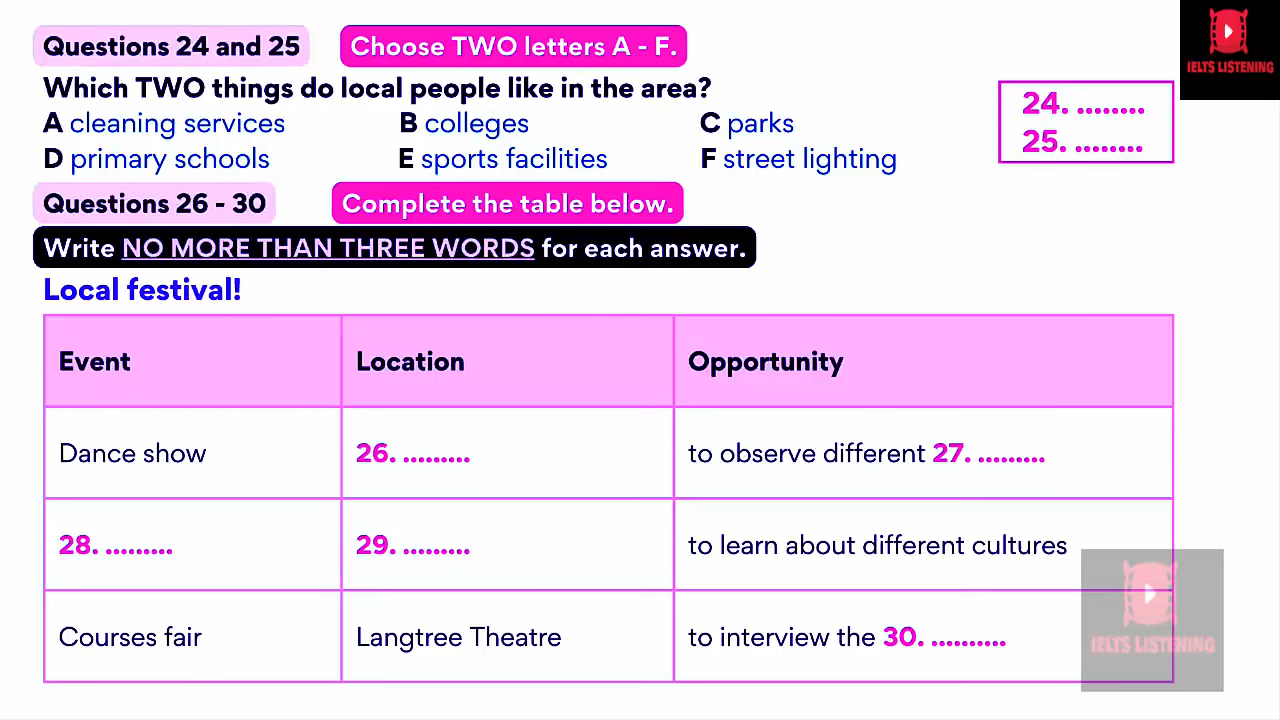 Questions 24 and 25 Choose TWO letters A - F.
IELTS LISTENING
Which TWO things do local people like in the area?
A cleaning services B colleges C parks
D primary schools E sports facilities F street lighting
24. ........
25. ........
Questions 26 - 30 Complete the table below.
Write NO MORE THAN THREE WORDS for each answer.
Local festival!
Event Location Opportunity
Dance show 26. ......... to observe different 27. .........
28. ......... 29. ......... to learn about different cultures
Courses fair Langtree Theatre to interview the 30. ..........
IELTS LISTENING